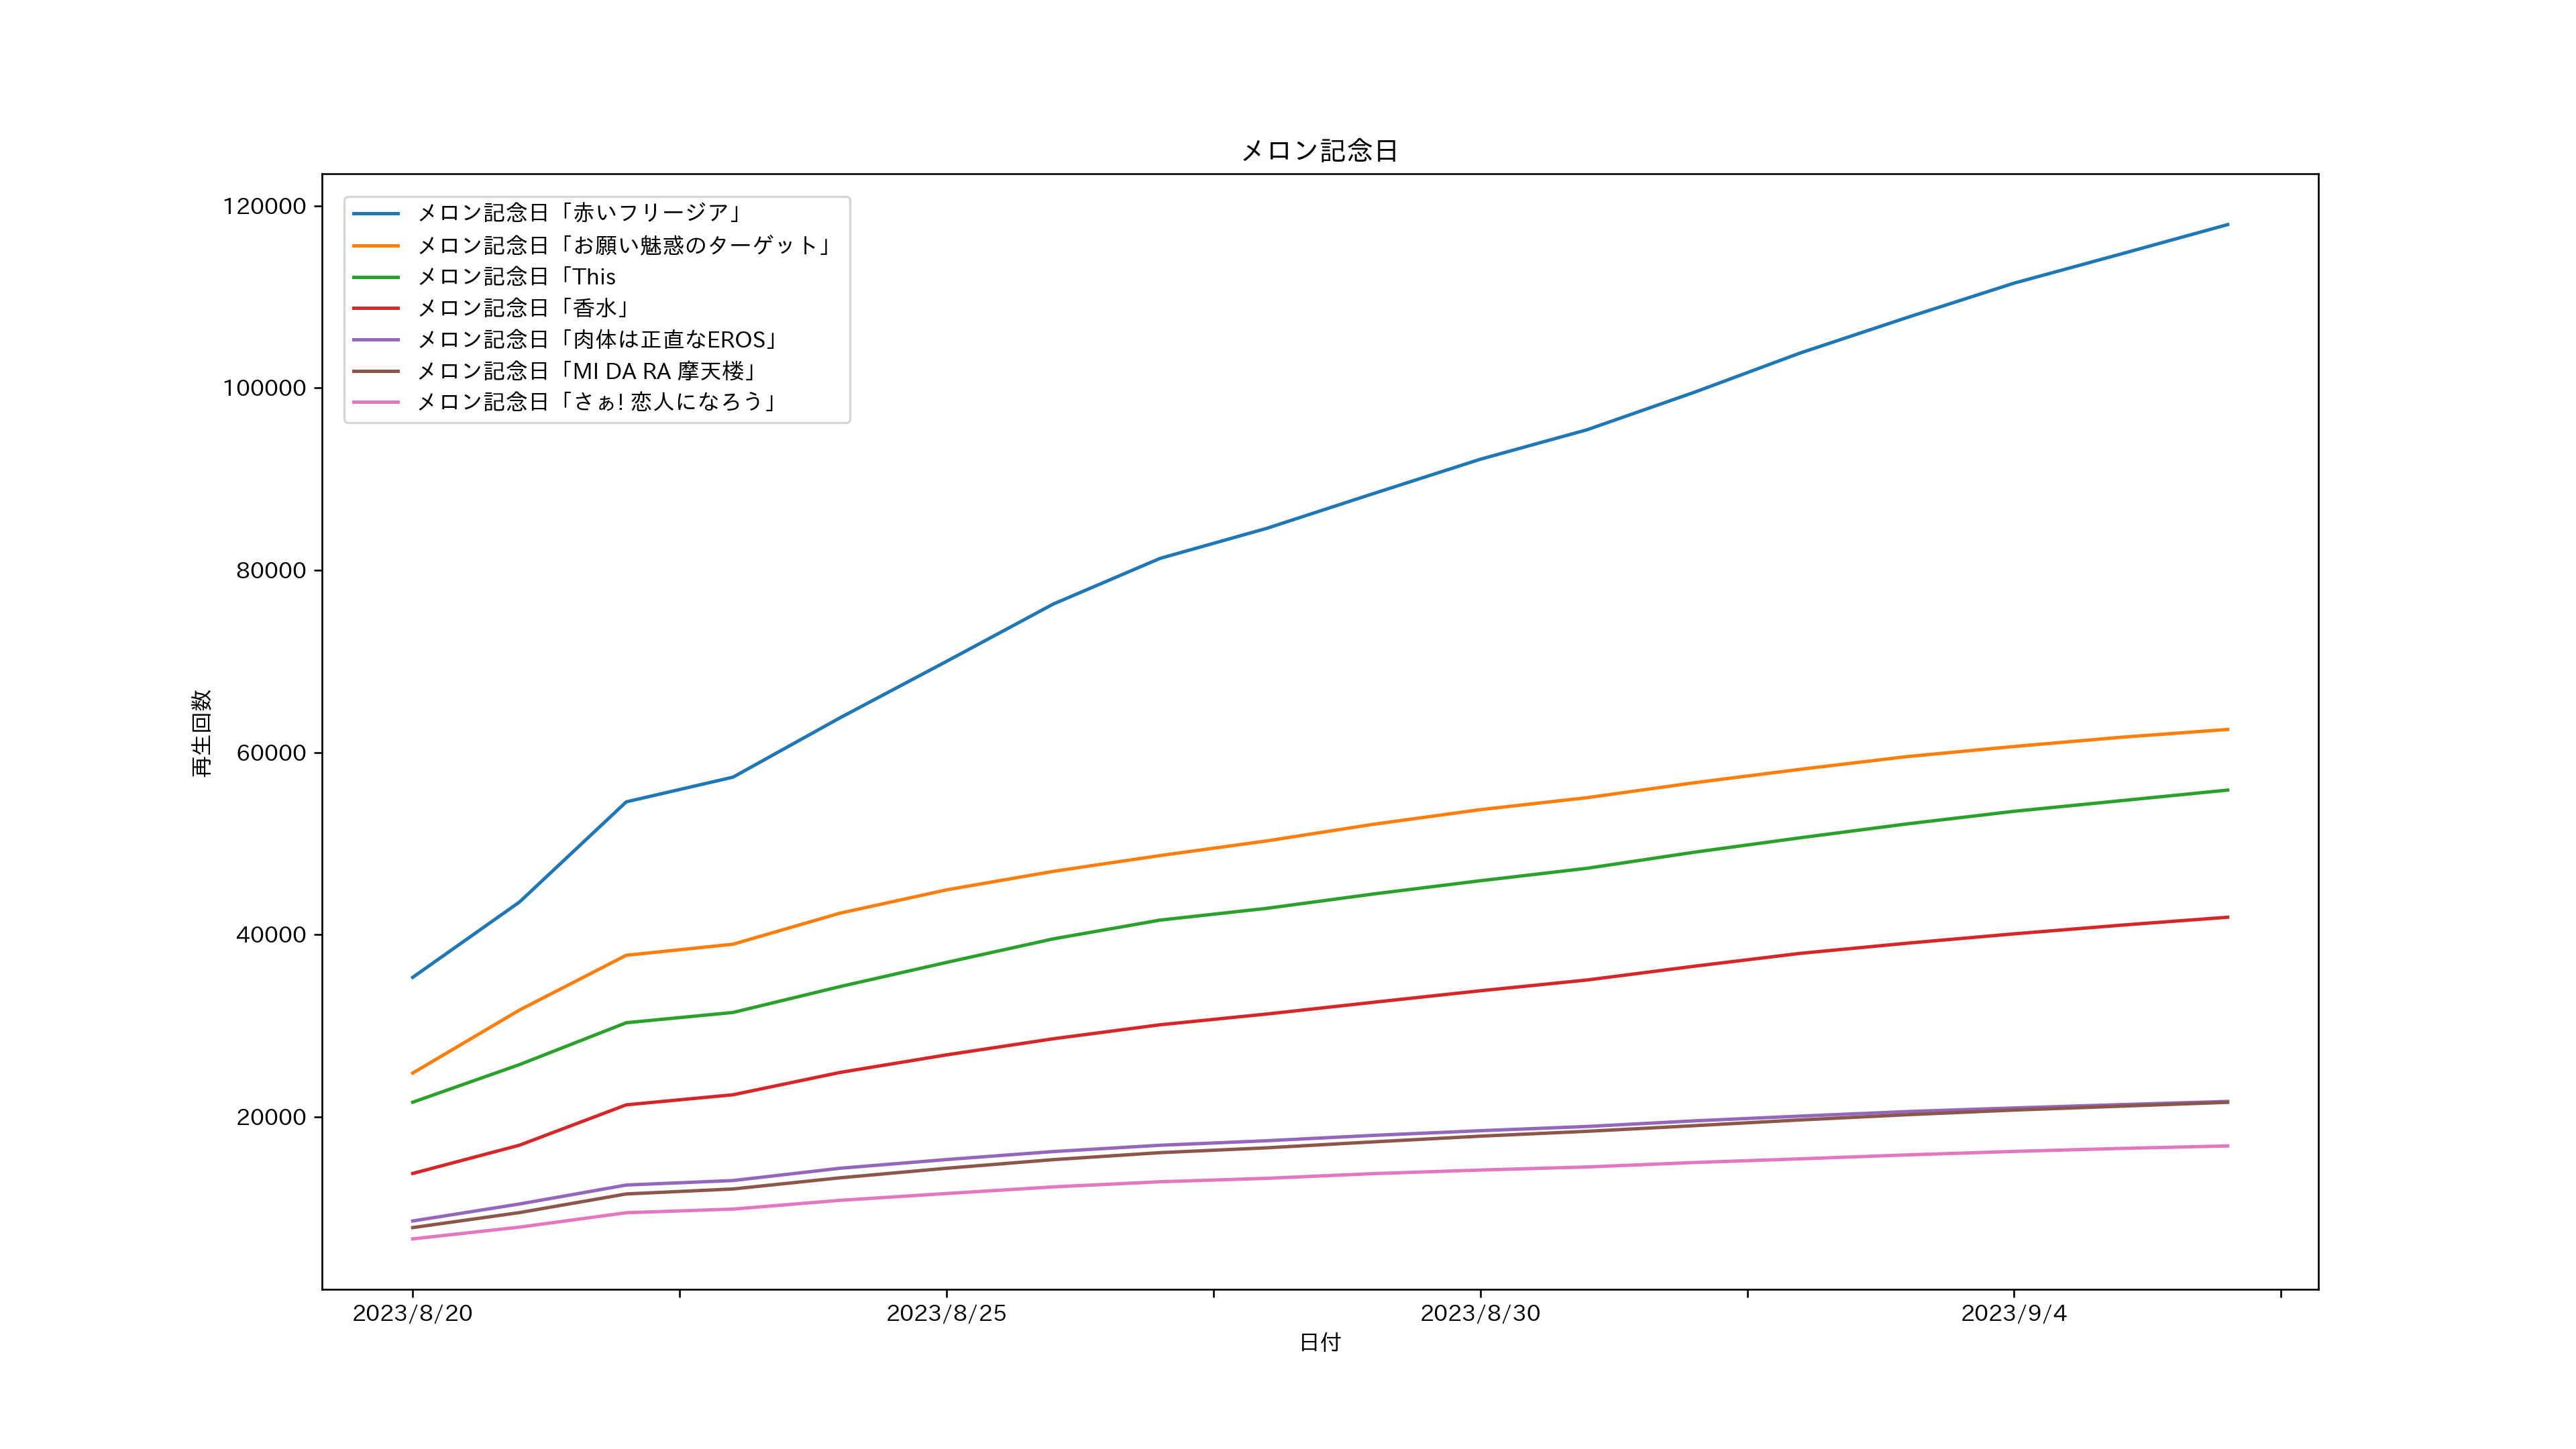 メロン記念日
120000
100000
80000
60000
40000
20000
再生回数
メロン記念日「赤いフリージア」
メロン記念日「お願い魅惑のターゲット」
メロン記念日「This
メロン記念日「香水」
メロン記念日「肉体は正直なEROS」
メロン記念日「MI DA RA 摩天楼」
メロン記念日「さぁ! 恋人になろう」
2023/8/20 2023/8/25 2023/8/30 2023/9/4
日付